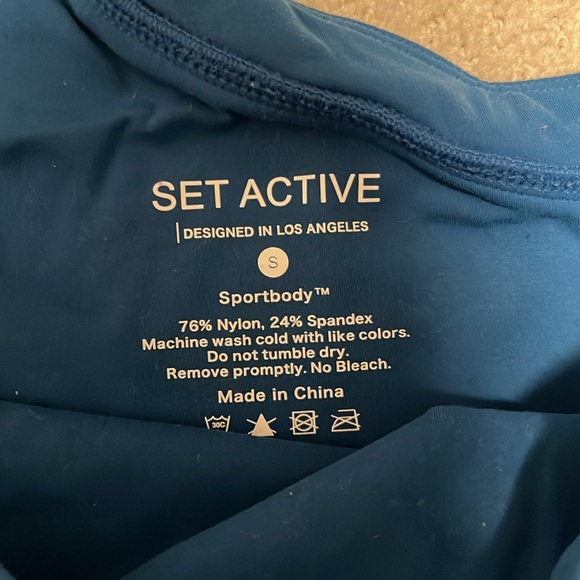 SET ACTIVE
DESIGNED IN LOS ANGELES
S
Sportbody™
76% Nylon, 24% Spandex
Machine wash cold with like colors.
Do not tumble dry.
Remove promptly. No Bleach.
Made in China
30C